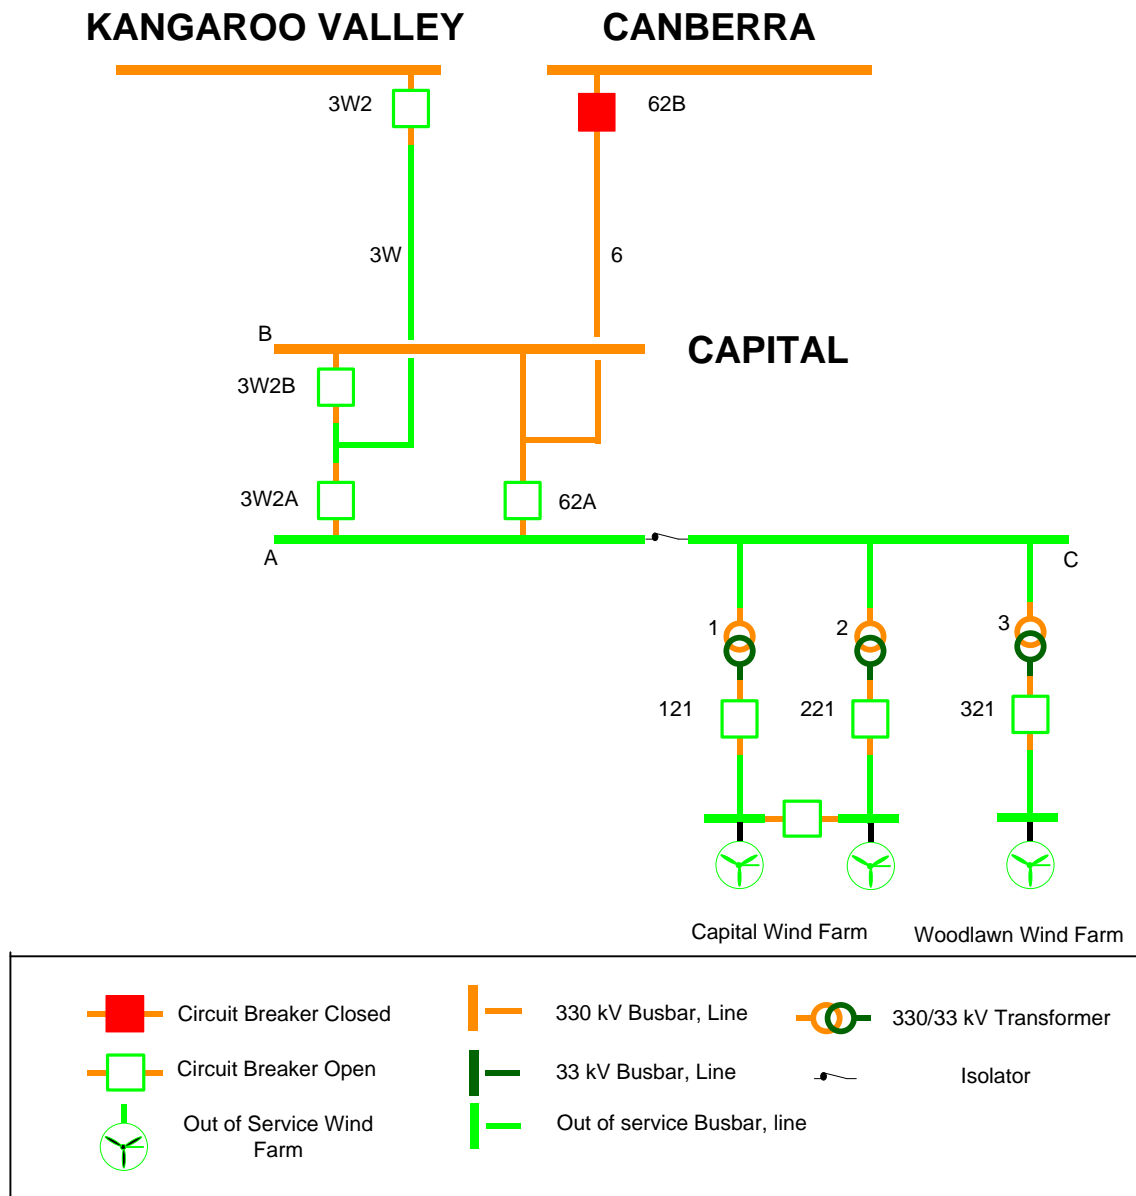 KANGAROO VALLEY
CANBERRA
3W2
62B
3W
6
B
CAPITAL
3W2B
3W2A
62A
A
C
1
2
3
121
221
321
Capital Wind Farm
Woodlawn Wind Farm
Circuit Breaker Closed
330 kV Busbar, Line
330/33 kV Transformer
Circuit Breaker Open
33 kV Busbar, Line
Isolator
Out of Service Wind
Farm
Out of service Busbar, line